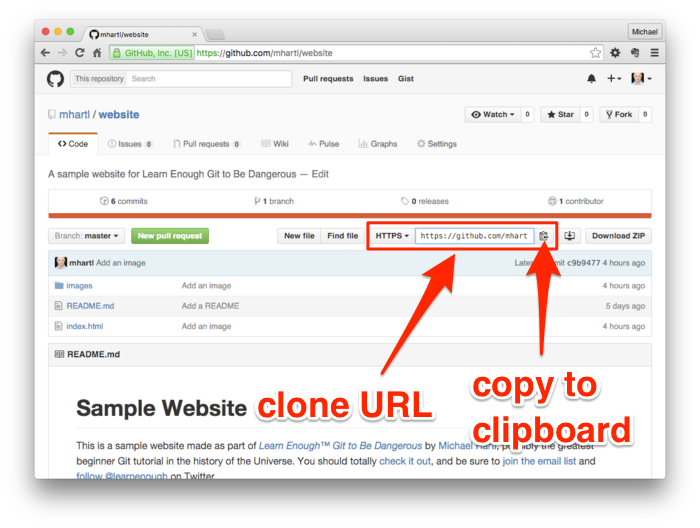 mhartl/website
Michael
GitHub, Inc. [US] https://github.com/mhartl/website
This repository Search
Pull requests Issues Gist
mhartl / website
Watch 0 Star 0 Fork 0
Code Issues 0 Pull requests 0 Wiki Pulse Graphs Settings
A sample website for Learn Enough Git to Be Dangerous — Edit
6 commits 1 branch 0 releases 1 contributor
Branch: master New pull request New file Find file HTTPS https://github.com/mhart Download ZIP
mhartl Add an image c9b9477 4 hours ago
images Add an image 4 hours ago
README.md Add a README 5 days ago
index.html Add an image 4 hours ago
README.md
clone URL
copy to
clipboard
Sample Website
This is a sample website made as part of Learn Enough™ Git to Be Dangerous by Michael the greatest
beginner Git tutorial in the history of the Universe. You should totally check it out, and be sure to join the email list and
follow @learnenough on Twitter.